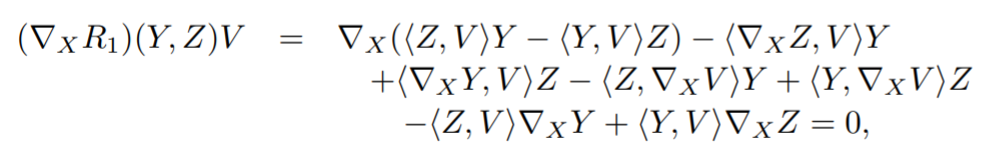 (∇_X R_1)(Y, Z)V = ∇_X(⟨Z, V⟩Y − ⟨Y, V⟩Z) − ⟨∇_X Z, V⟩Y
+⟨∇_X Y, V⟩Z − ⟨Z, ∇_X V⟩Y + ⟨Y, ∇_X V⟩Z
−⟨Z, V⟩∇_X Y + ⟨Y, V⟩∇_X Z = 0,